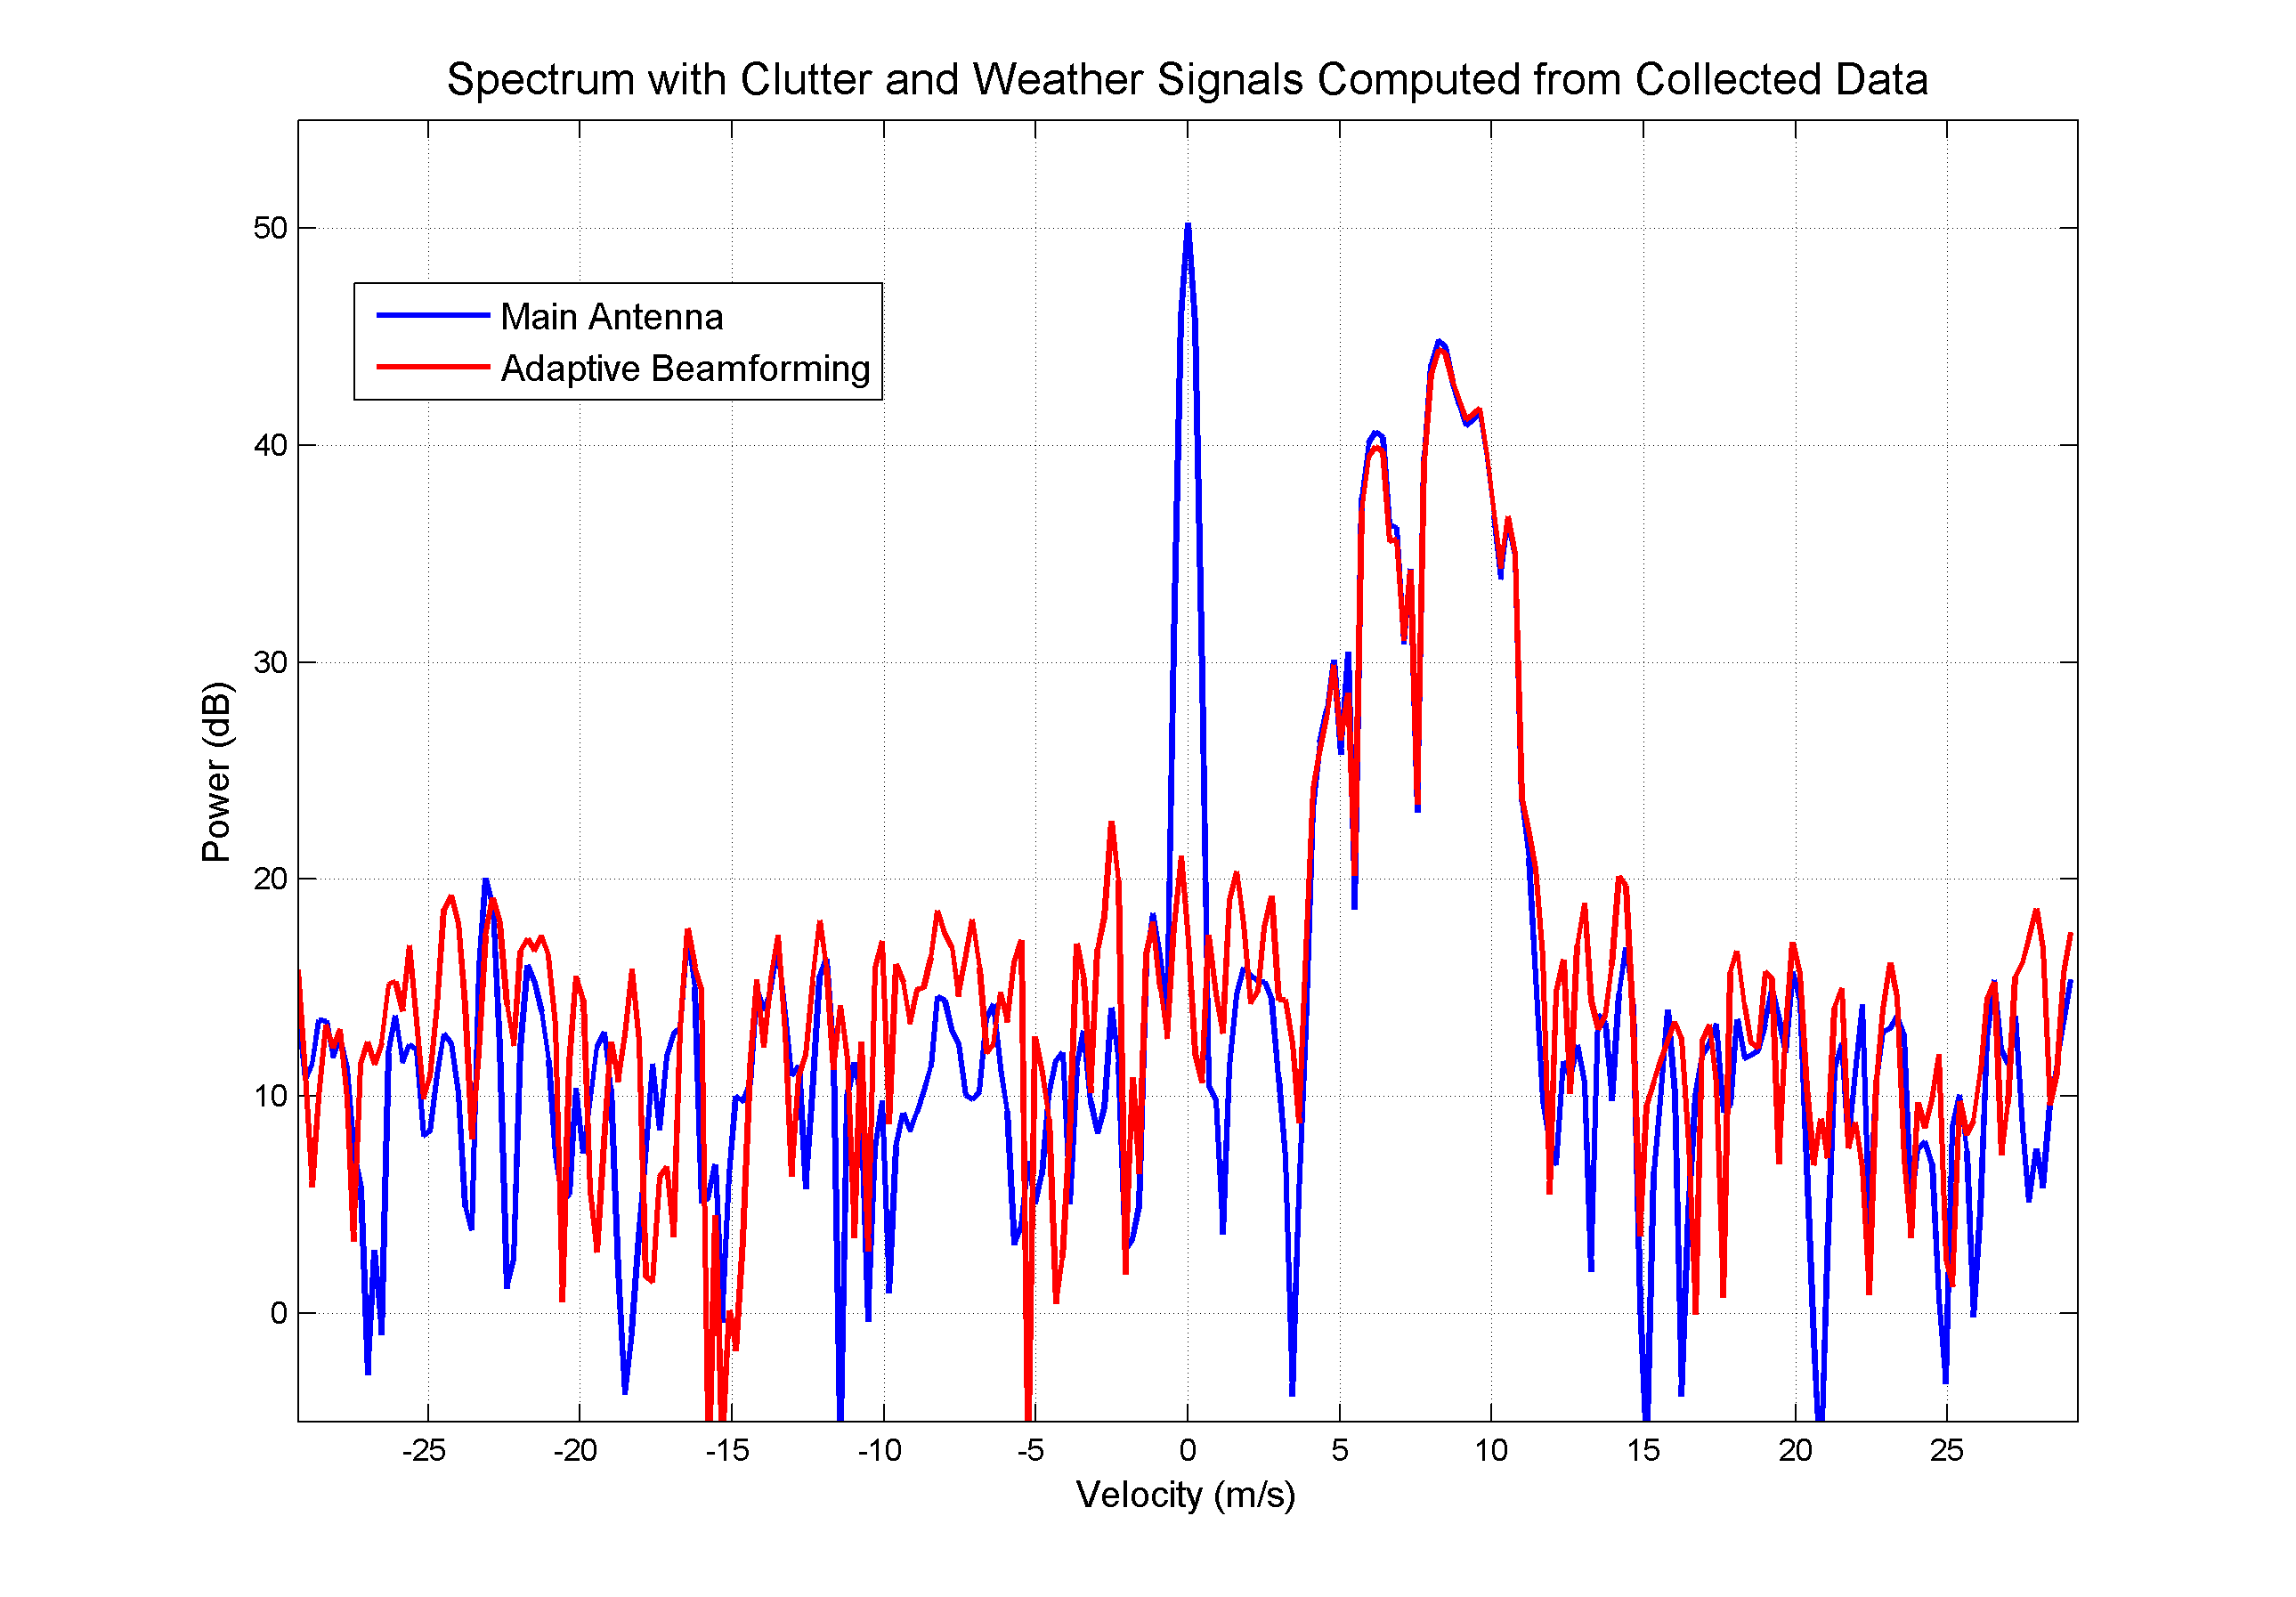 Spectrum with Clutter and Weather Signals Computed from Collected Data
50
40
30
20
10
0
Power (dB)
Main Antenna
Adaptive Beamforming
-25 -20 -15 -10 -5 0 5 10 15 20 25
Velocity (m/s)